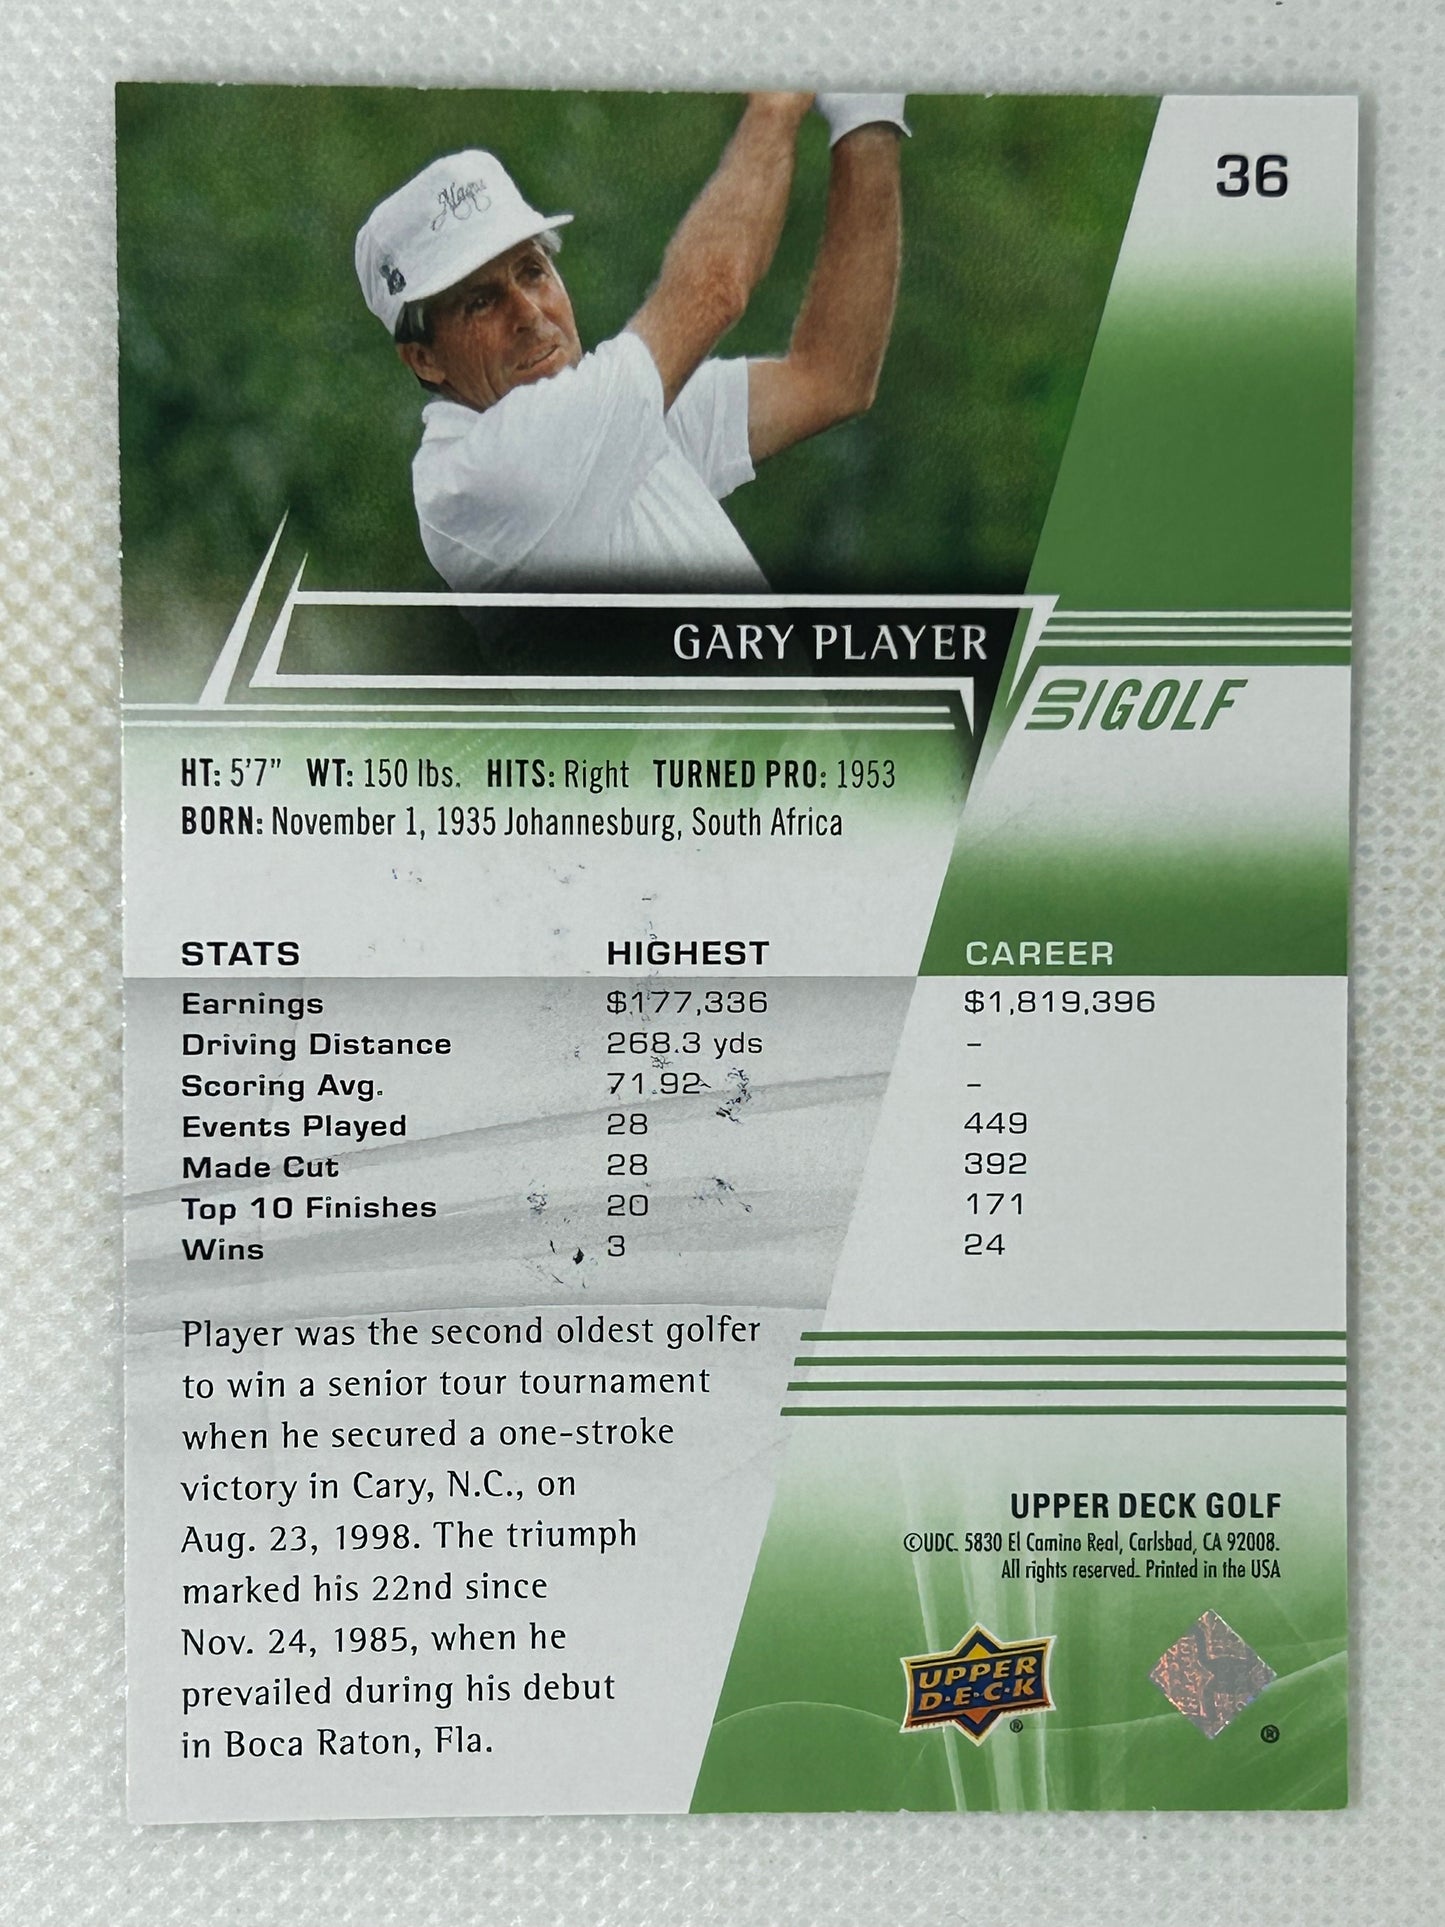 36
GARY PLAYER
UD/GOLF
HT: 5'7" WT: 150 lbs. HITS: Right TURNED PRO: 1953
BORN: November 1, 1935 Johannesburg, South Africa
STATS HIGHEST CAREER
Earnings $177,336 $1,819,396
Driving Distance 268.3 yds –
Scoring Avg. 71.92 –
Events Played 28 449
Made Cut 28 392
Top 10 Finishes 20 171
Wins 3 24
Player was the second oldest golfer
to win a senior tour tournament
when he secured a one-stroke
victory in Cary, N.C., on
Aug. 23, 1998. The triumph
marked his 22nd since
Nov. 24, 1985, when he
prevailed during his debut
in Boca Raton, Fla.
UPPER DECK GOLF
©UDC. 5830 El Camino Real, Carlsbad, CA 92008.
All rights reserved. Printed in the USA
UPPER
D·E·C·K
®
®